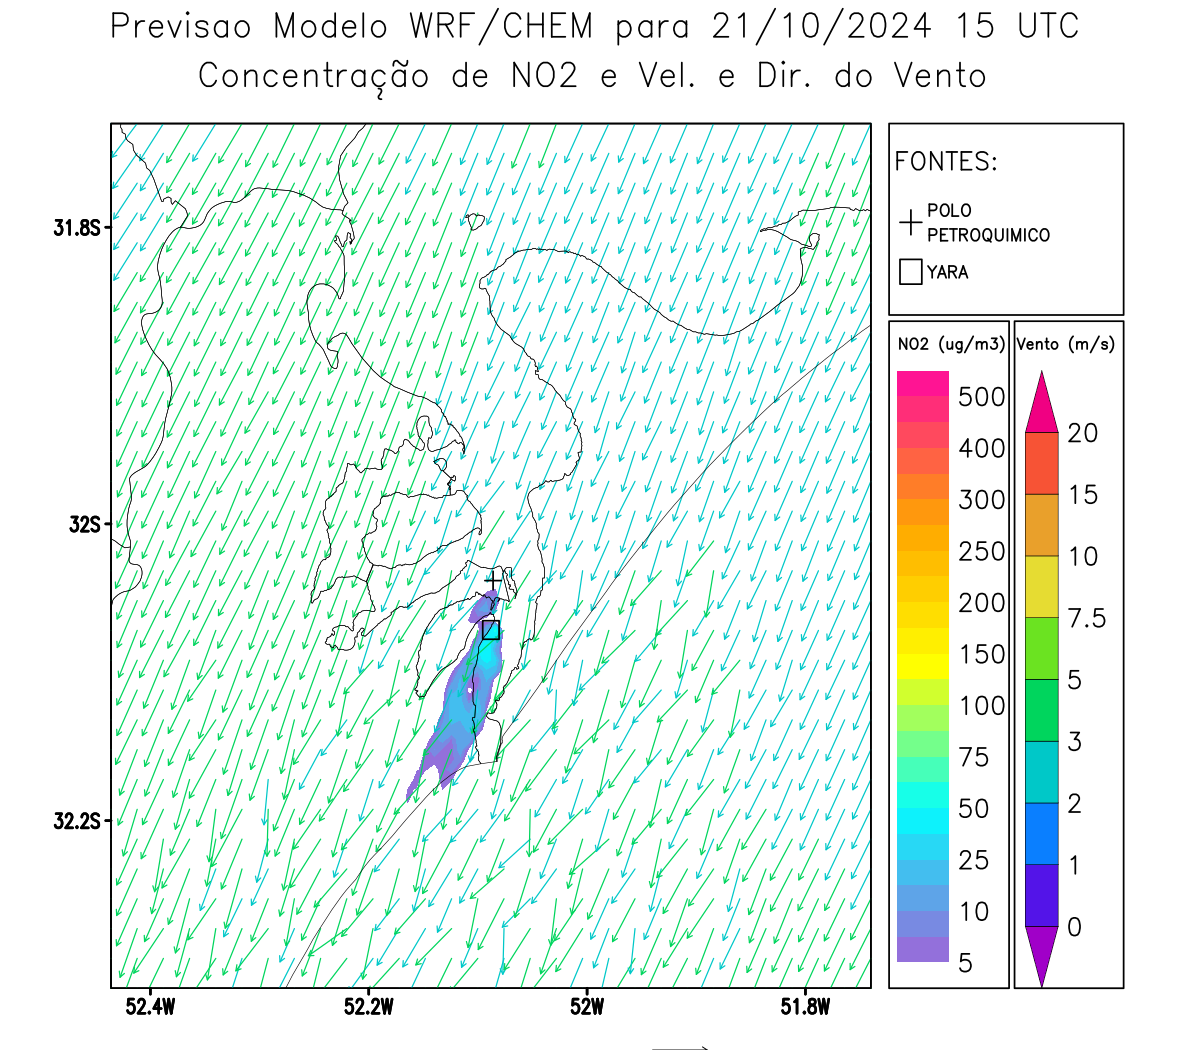 Previsao Modelo WRF/CHEM para 21/10/2024 15 UTC
Concentração de NO2 e Vel. e Dir. do Vento
FONTES:
POLO
PETROQUIMICO
YARA
NO2 (ug/m3)
500
400
300
250
200
150
100
75
50
25
10
5
Vento (m/s)
20
15
10
7.5
5
3
2
1
0
31.8S
32S
32.2S
52.4W
52.2W
52W
51.8W